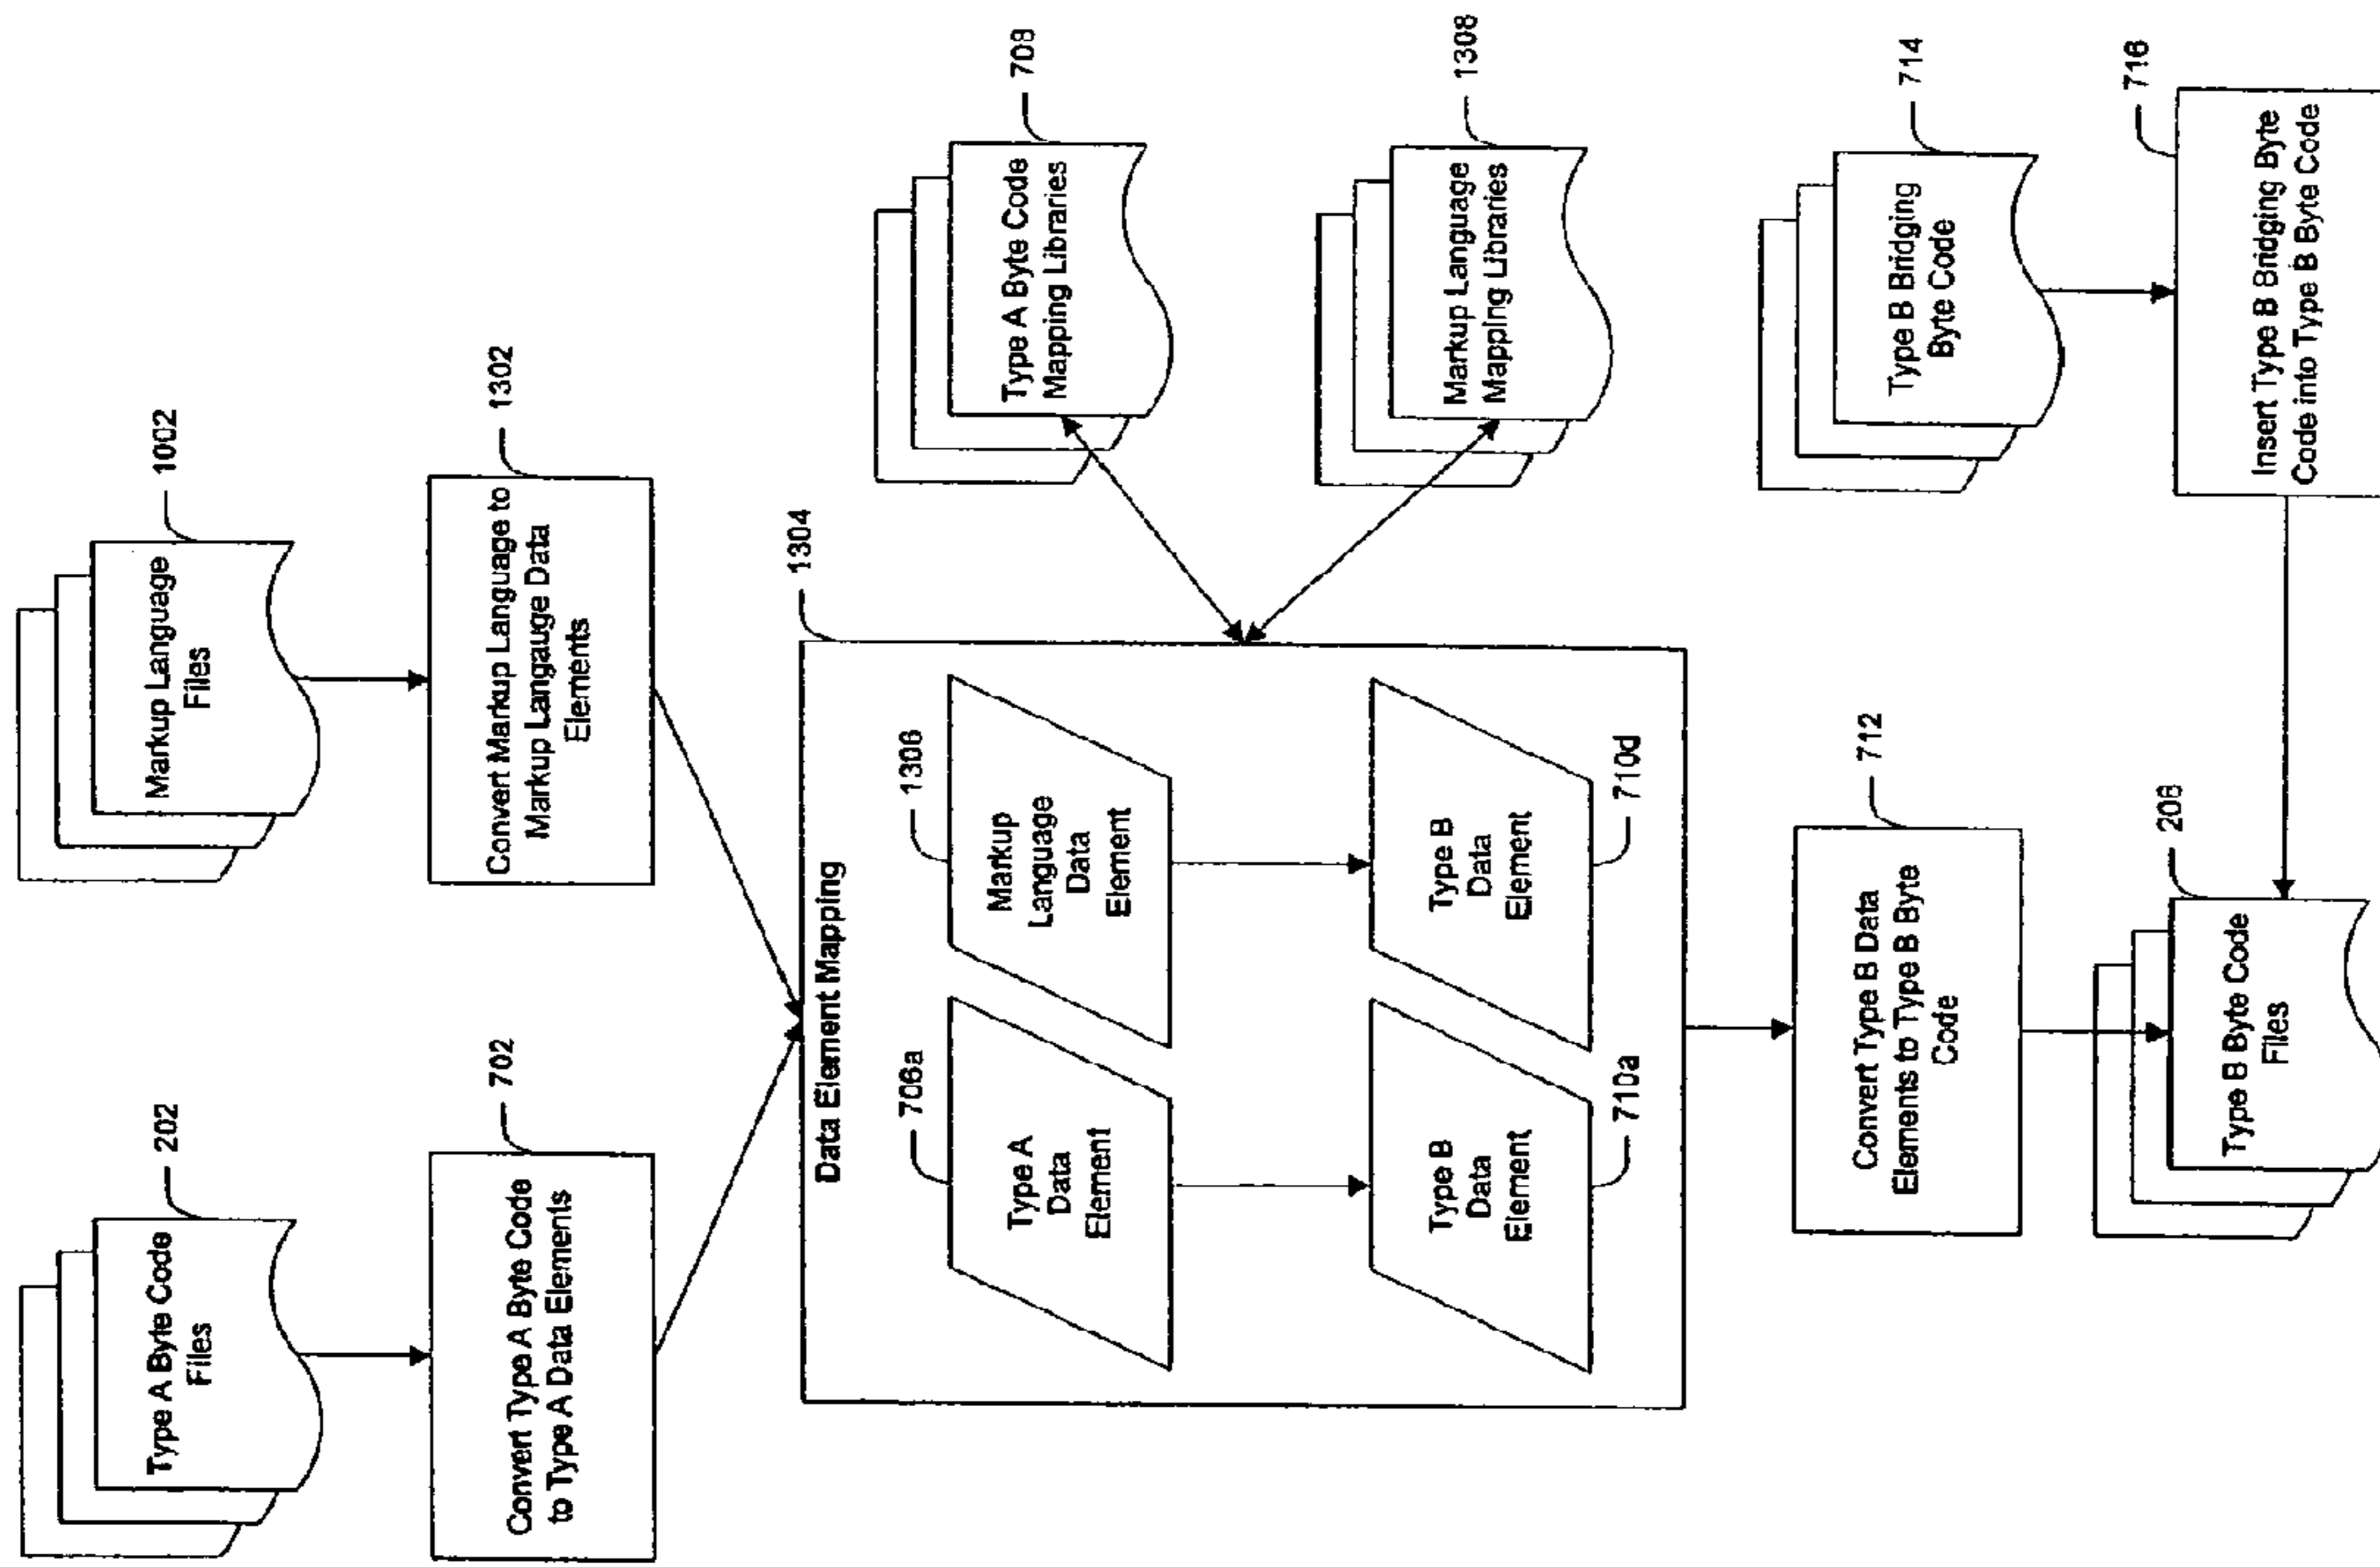 202
Type A Byte Code
Files
1002
Markup Language
Files
702
Convert Type A Byte Code
to Type A Data Elements
1302
Convert Markup Language to
Markup Langauge Data
Elements
1304
Data Element Mapping
706a
Type A
Data
Element
1306
Markup
Language
Data
Element
Type B
Data
Element
710a
Type B
Data
Element
710d
708
Type A Byte Code
Mapping Libraries
1308
Markup Language
Mapping Libraries
712
Convert Type B Data
Elements to Type B Byte
Code
714
Type B Bridging
Byte Code
206
Type B Byte Code
Files
716
Insert Type B Bridging Byte
Code into Type B Byte Code